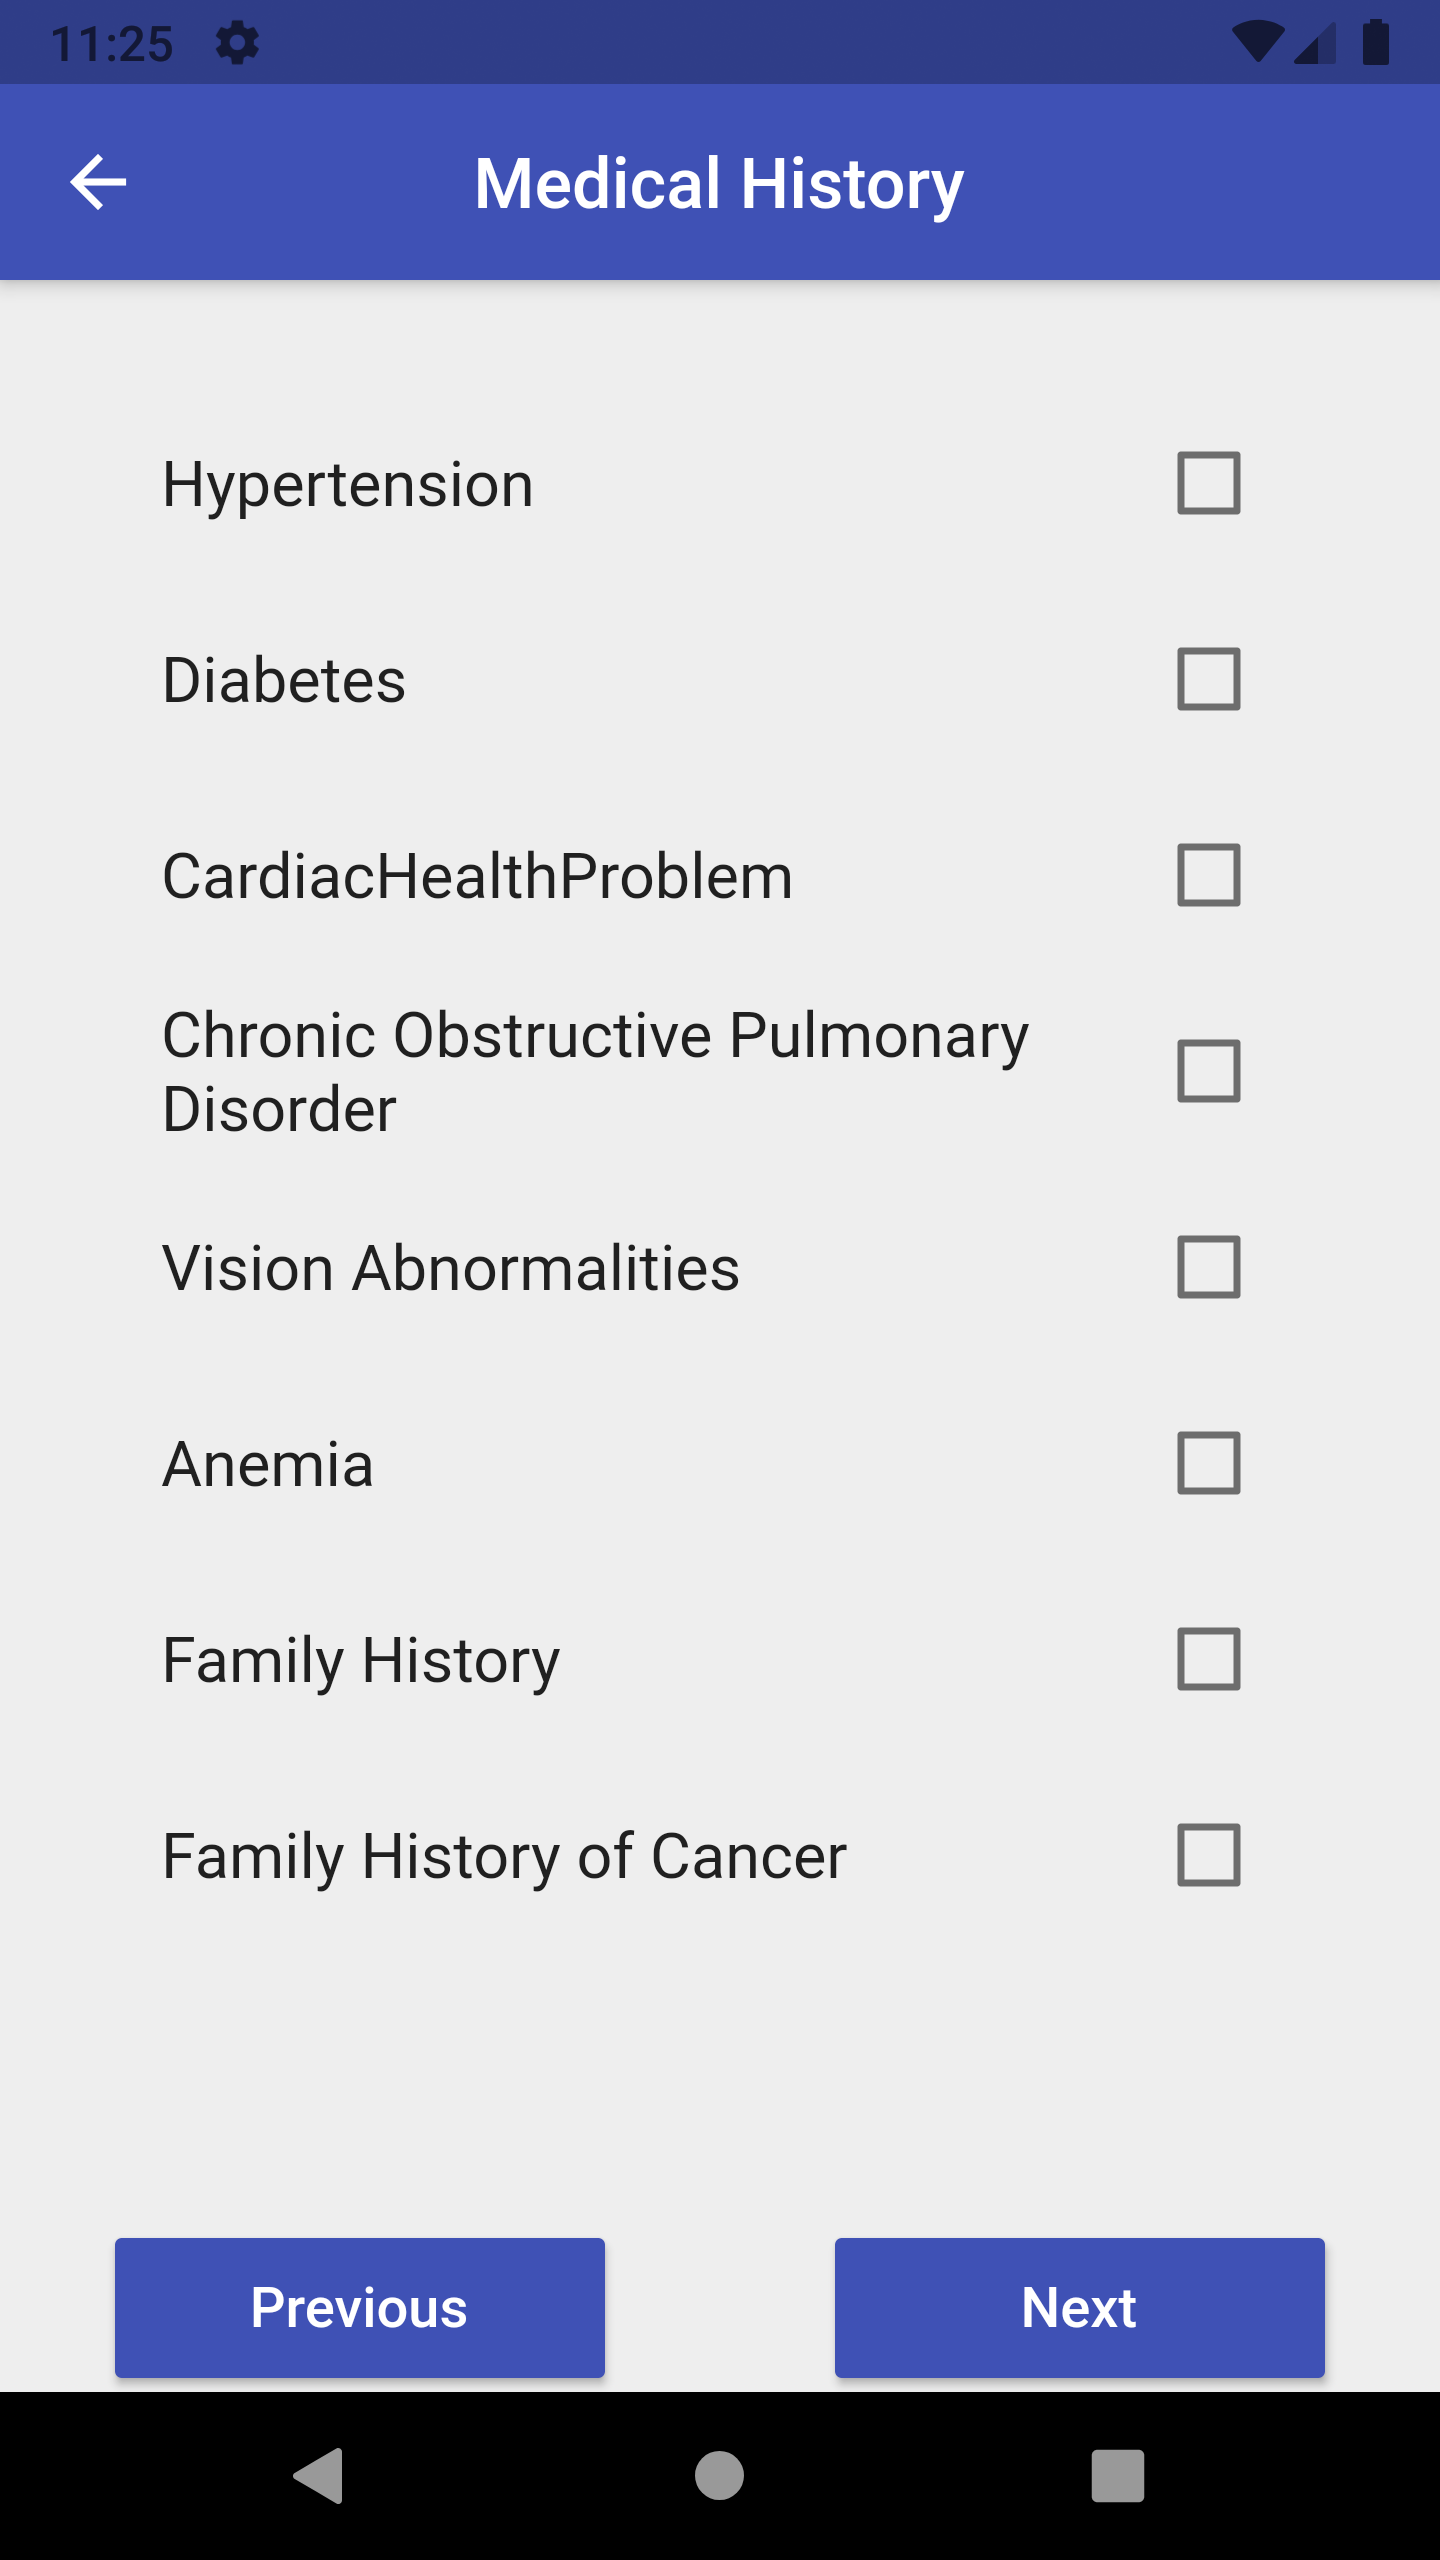 11:25
Medical History
Hypertension
Diabetes
CardiacHealthProblem
Chronic Obstructive Pulmonary
Disorder
Vision Abnormalities
Anemia
Family History
Family History of Cancer
Previous
Next